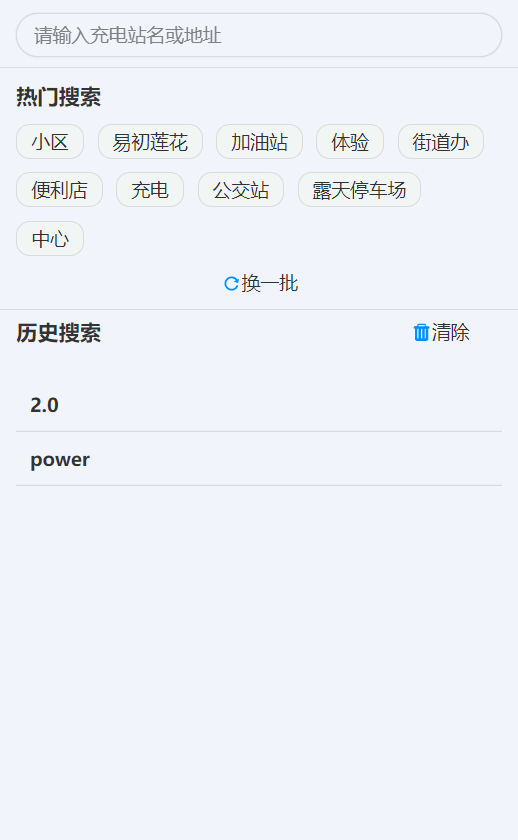 请输入充电站名或地址
热门搜索
小区 易初莲花 加油站 体验 街道办
便利店 充电 公交站 露天停车场
中心
换一批
历史搜索 清除
2.0
power